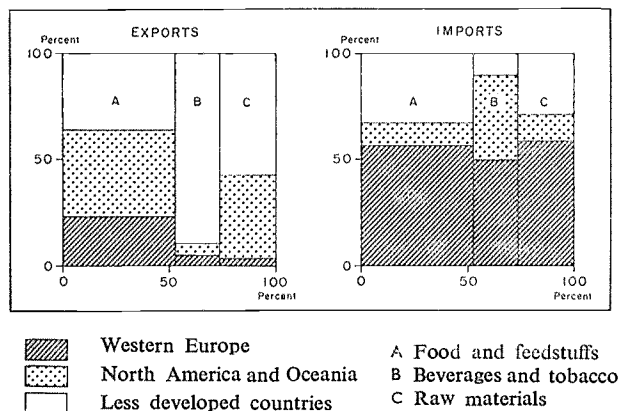 EXPORTS
IMPORTS
Percent
Percent
100
A
B
C
50
0
0
50
100
Percent
100
A
B
C
50
0
0
50
100
Percent
Western Europe
North America and Oceania
Less developed countries
A Food and feedstuffs
B Beverages and tobacco
C Raw materials